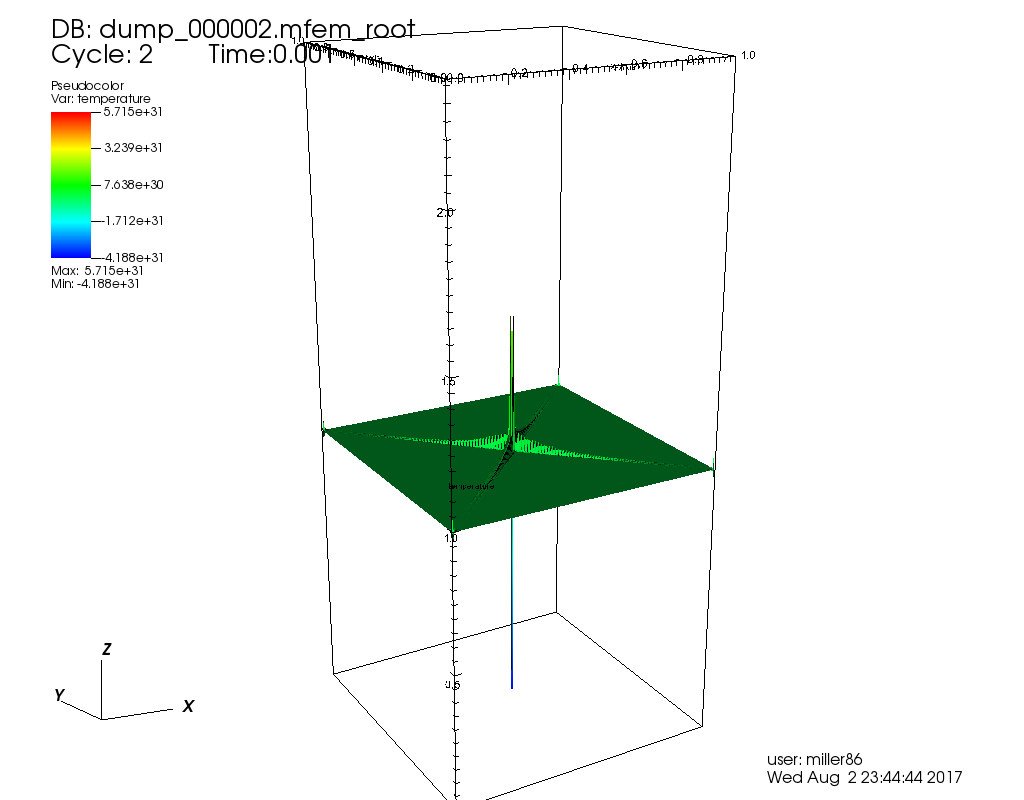 DB: dump_000002.mfem_root
Cycle: 2 Time:0.001
Pseudocolor
Var: temperature
5.715e+31
3.239e+31
7.638e+30
-1.712e+31
-4.188e+31
Max: 5.715e+31
Min: -4.188e+31
1.0
0.0
0.2
0.4
0.6
0.8
1.0
2.0
1.5
temperature
1.0
0.5
Z
Y
X
user: miller86
Wed Aug 2 23:44:44 2017